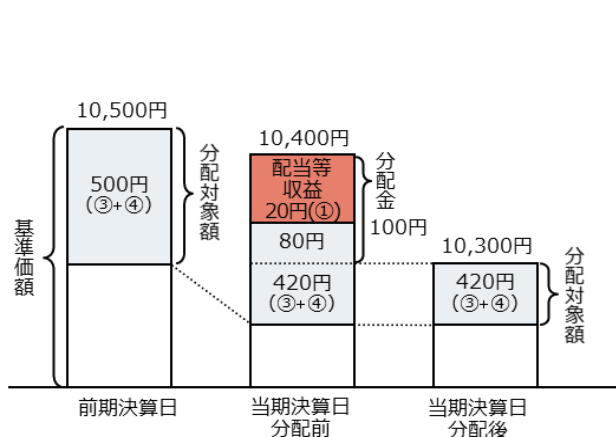 10,500円
500円
(③+④)
分配対象額
基準価額
10,400円
配当等
収益
20円(①)
80円
420円
(③+④)
分配金
100円
10,300円
420円
(③+④)
分配対象額
前期決算日
当期決算日
分配前
当期決算日
分配後